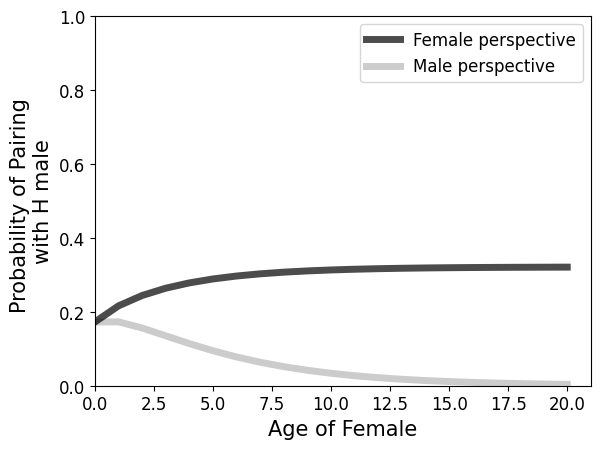 Female perspective
Male perspective
Probability of Pairing
with H male
1.0
0.8
0.6
0.4
0.2
0.0
0.0 2.5 5.0 7.5 10.0 12.5 15.0 17.5 20.0
Age of Female